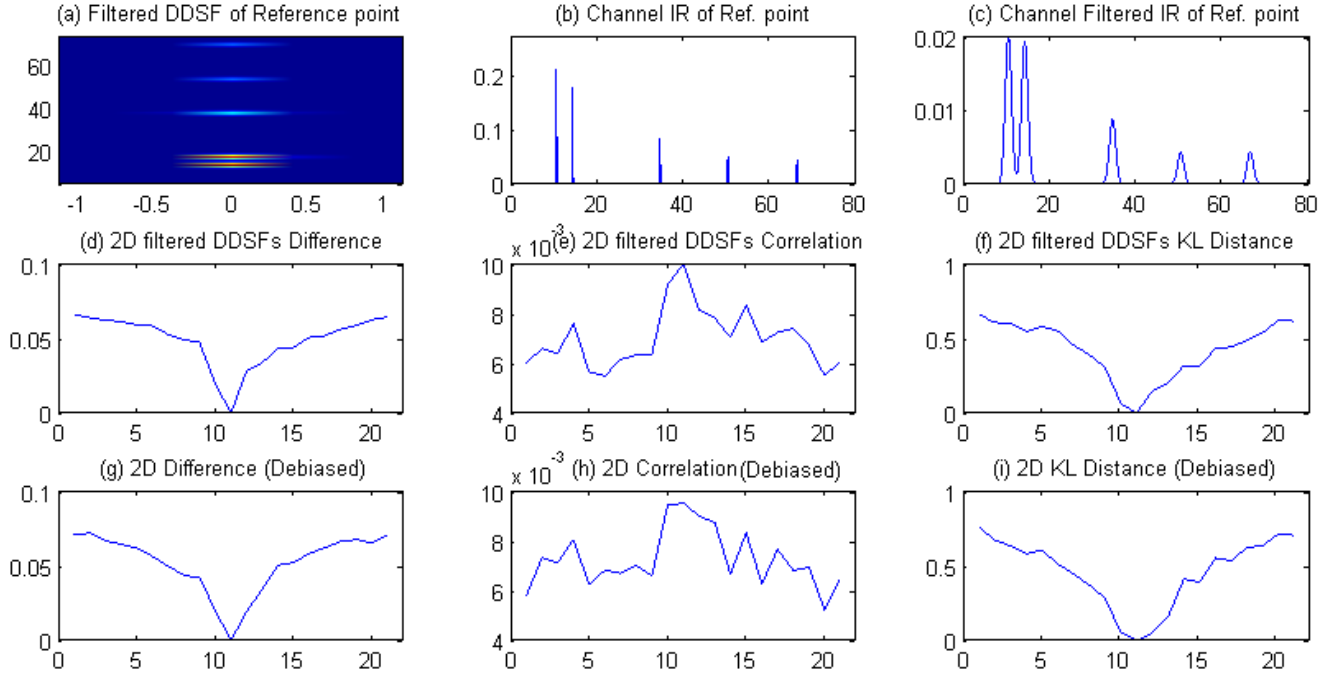 (a) Filtered DDSF of Reference point
60
40
20
-1 -0.5 0 0.5 1
(b) Channel IR of Ref. point
0.2
0.1
0
0 20 40 60 80
(c) Channel Filtered IR of Ref. point
0.02
0.01
0
0 20 40 60 80
(d) 2D filtered DDSFs Difference
0.1
0.05
0
0 5 10 15 20
x 10^-3
(e) 2D filtered DDSFs Correlation
10
8
6
4
0 5 10 15 20
(f) 2D filtered DDSFs KL Distance
1
0.5
0
0 5 10 15 20
(g) 2D Difference (Debiased)
0.1
0.05
0
0 5 10 15 20
x 10^-3
(h) 2D Correlation (Debiased)
10
8
6
4
0 5 10 15 20
(i) 2D KL Distance (Debiased)
1
0.5
0
0 5 10 15 20